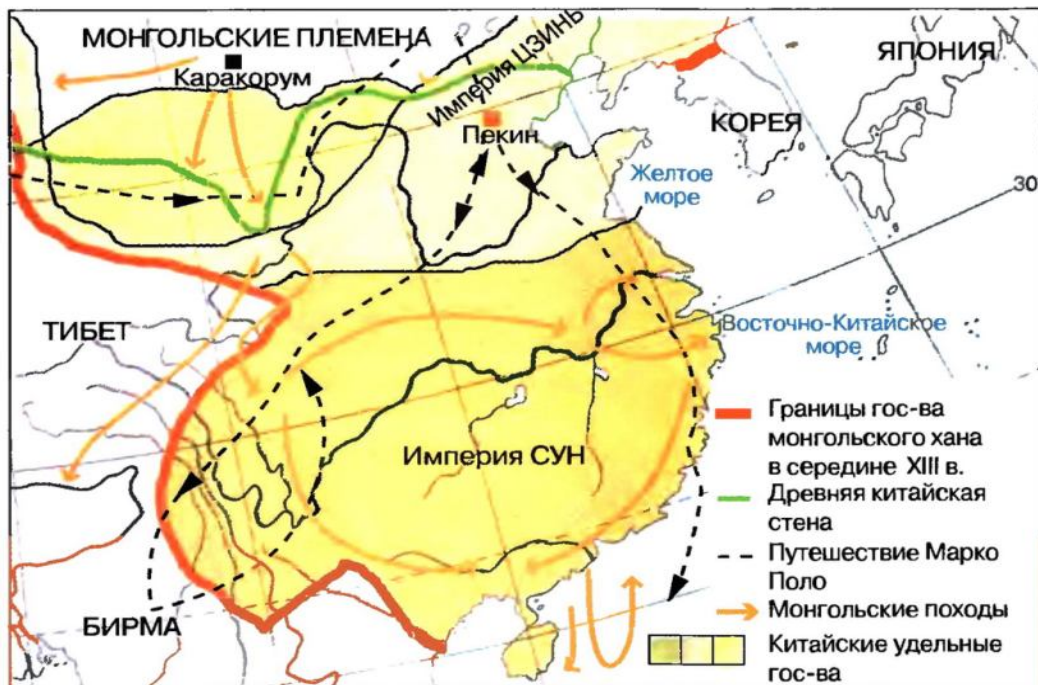 МОНГОЛЬСКИЕ ПЛЕМЕНА
Каракорум
Империя ЦЗИНЬ
ЯПОНИЯ
Пекин
КОРЕЯ
Желтое
море
30
ТИБЕТ
Восточно-Китайское
море
Империя СУН
БИРМА
Границы гос-ва
монгольского хана
в середине XIII в.
Древняя китайская
стена
Путешествие Марко
Поло
Монгольские походы
Китайские удельные
гос-ва